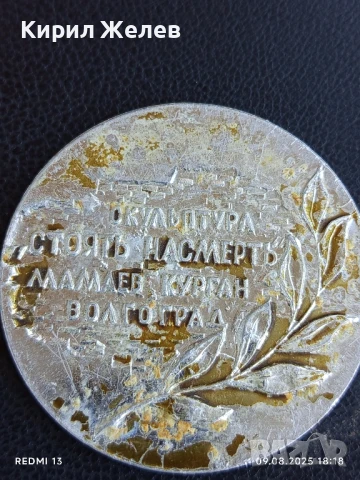 Кирил Желев
СКУЛЬПТУРА
„СТОЯТЬ НАСМЕРТЬ"
МАМАЕВ КУРГАН
ВОЛГОГРАД
REDMI 13
09.08.2025 18:18